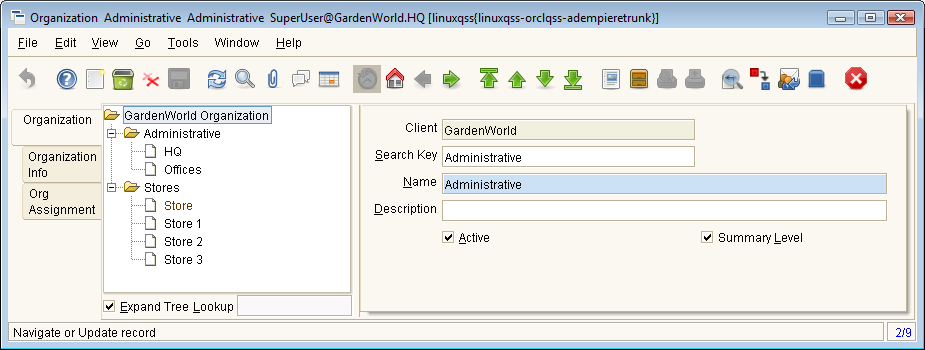 Organization Administrative Administrative SuperUser@GardenWorld.HQ [linuxqss{linuxqss-orclqss-adempieretrunk}]
File Edit View Go Tools Window Help
Organization
Organization
Info
Org
Assignment
GardenWorld Organization
Administrative
HQ
Offices
Stores
Store
Store 1
Store 2
Store 3
Expand Tree Lookup
Client GardenWorld
Search Key Administrative
Name Administrative
Description
Active Summary Level
Navigate or Update record 2/9